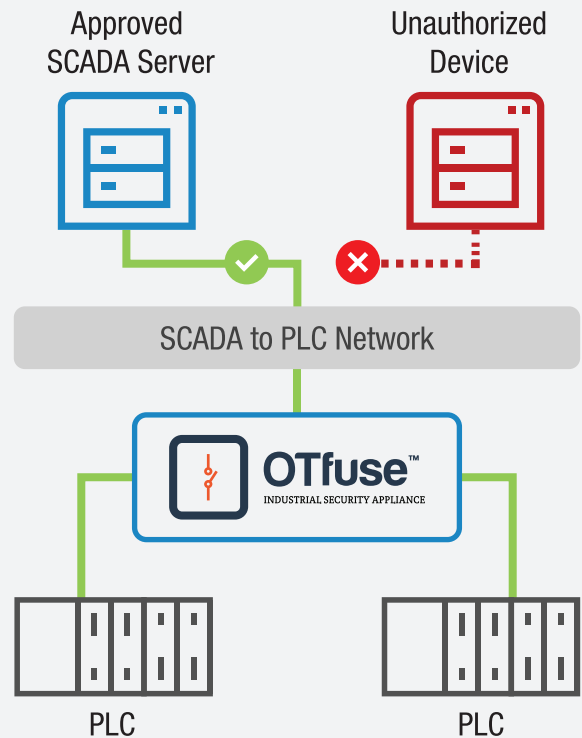 Approved
SCADA Server
Unauthorized
Device
SCADA to PLC Network
OTfuse™
INDUSTRIAL SECURITY APPLIANCE
PLC
PLC